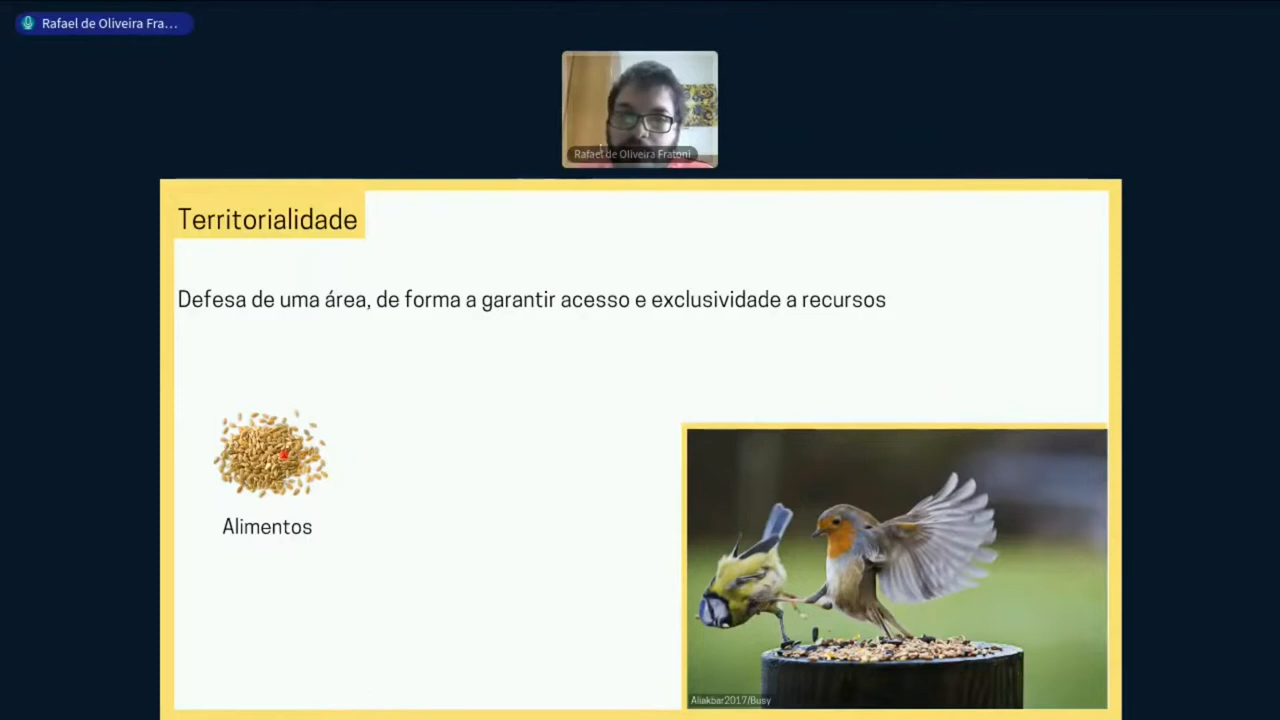 Rafael de Oliveira Fra...
Rafael de Oliveira Fratoni
Territorialidade
Defesa de uma área, de forma a garantir acesso e exclusividade a recursos
Alimentos
Aliakbar2017/Busy